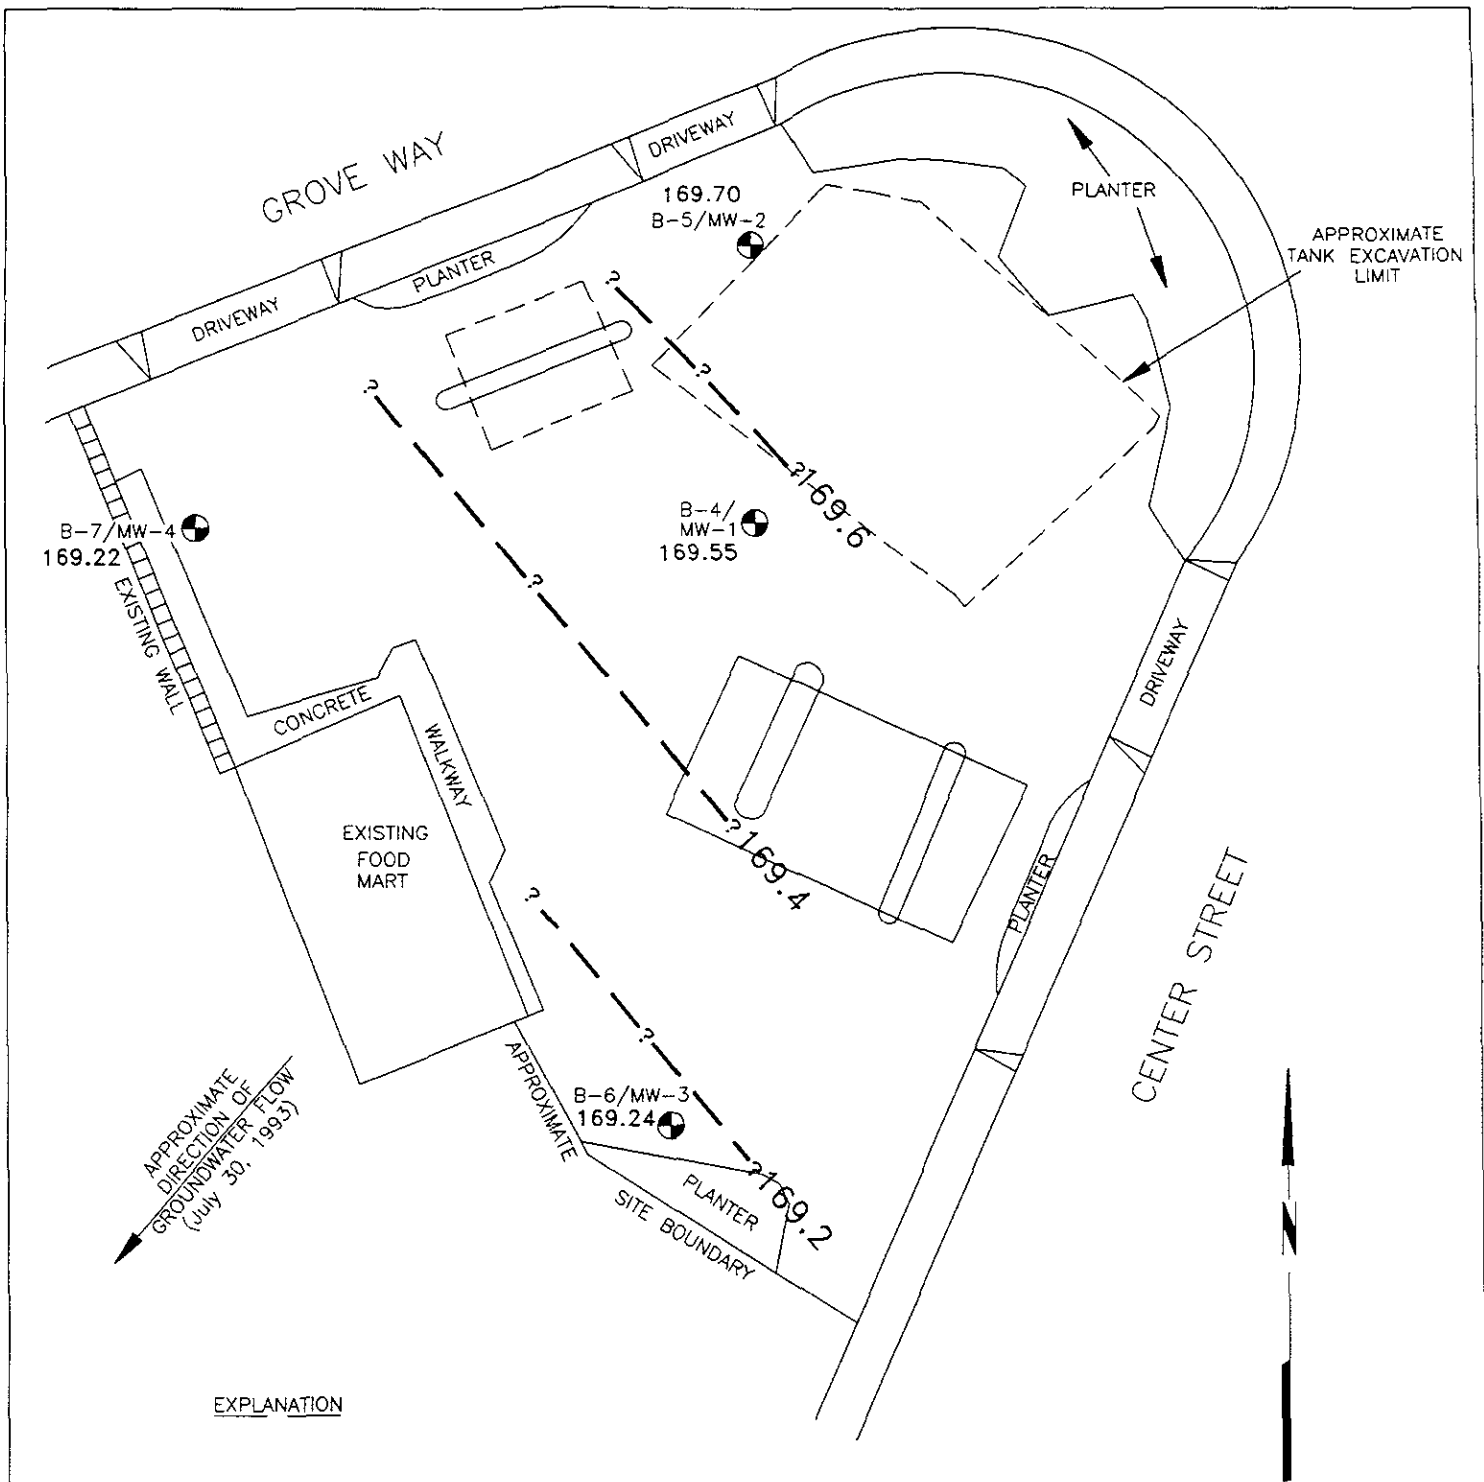 GROVE WAY
DRIVEWAY
169.70
B-5/MW-2
PLANTER
APPROXIMATE
TANK EXCAVATION
LIMIT
PLANTER
DRIVEWAY
?
?
?
?169.6
B-7/MW-4
169.22
B-4/
MW-1
169.55
?
EXISTING WALL
DRIVEWAY
CONCRETE
WALKWAY
EXISTING
FOOD
MART
?169.4
PLANTER
CENTER STREET
?
?
APPROXIMATE
DIRECTION OF
GROUNDWATER FLOW
(July 30, 1993)
B-6/MW-3
169.24
?169.2
PLANTER
APPROXIMATE
SITE BOUNDARY
N
EXPLANATION